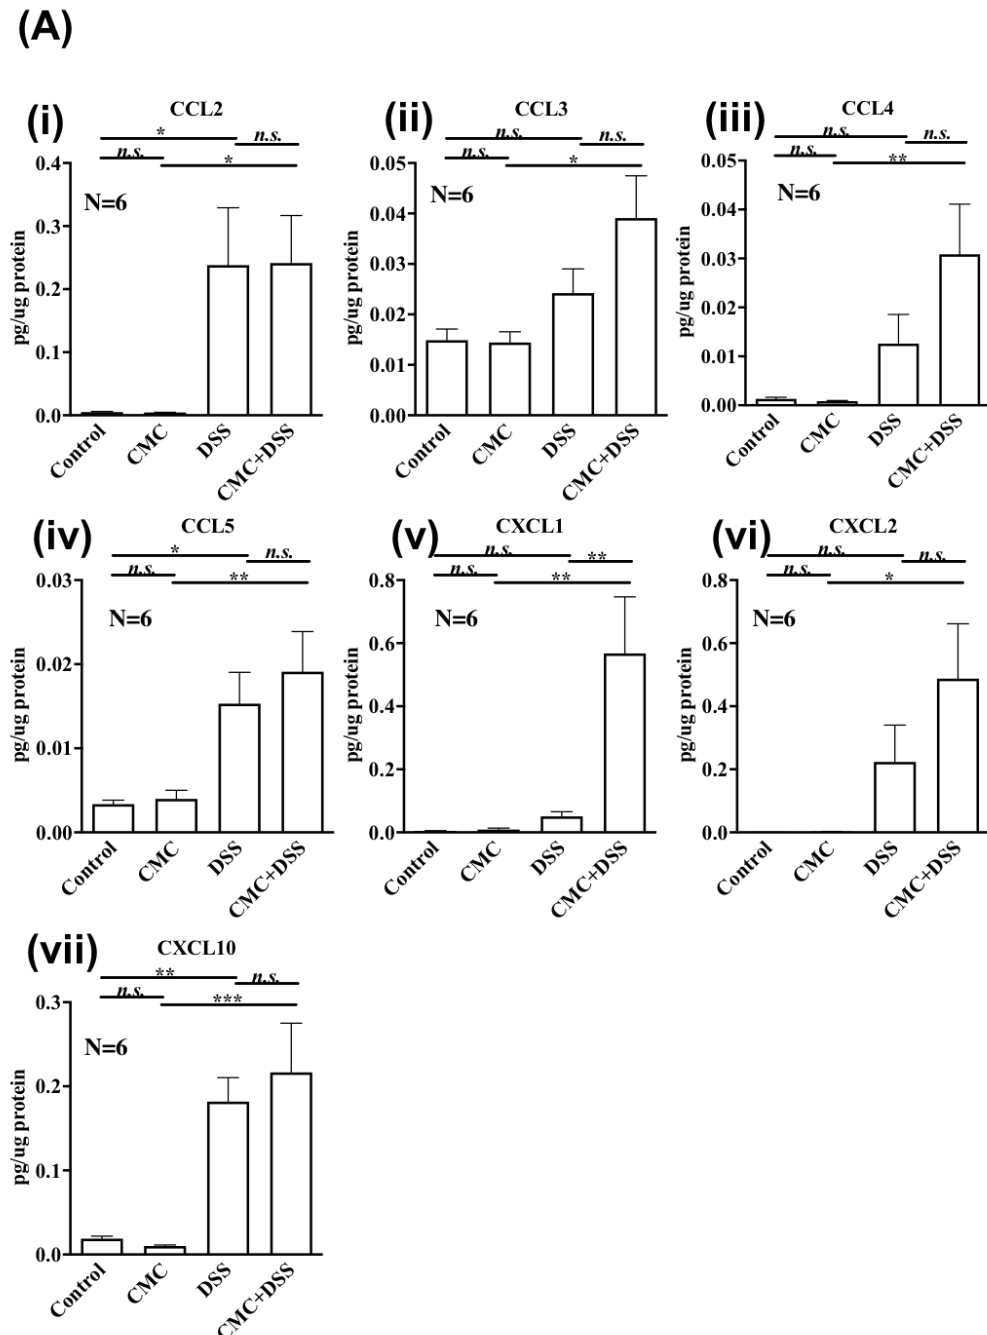 (A)
(i) CCL2
* n.s.
n.s. *
0.4
N=6
0.3
0.2
0.1
0.0
pg/ug protein
Control CMC DSS CMC+DSS
(ii) CCL3
n.s. n.s.
n.s. *
0.05
N=6
0.04
0.03
0.02
0.01
0.00
pg/ug protein
Control CMC DSS CMC+DSS
(iii) CCL4
n.s. n.s.
n.s. **
0.05
N=6
0.04
0.03
0.02
0.01
0.00
pg/ug protein
Control CMC DSS CMC+DSS
(iv) CCL5
* n.s.
n.s. **
0.03
N=6
0.02
0.01
0.00
pg/ug protein
Control CMC DSS CMC+DSS
(v) CXCL1
n.s. **
n.s. **
0.8
N=6
0.6
0.4
0.2
0.0
pg/ug protein
Control CMC DSS CMC+DSS
(vi) CXCL2
n.s. n.s.
n.s. *
0.8
N=6
0.6
0.4
0.2
0.0
pg/ug protein
Control CMC DSS CMC+DSS
(vii) CXCL10
** n.s.
n.s. ***
0.3
N=6
0.2
0.1
0.0
pg/ug protein
Control CMC DSS CMC+DSS